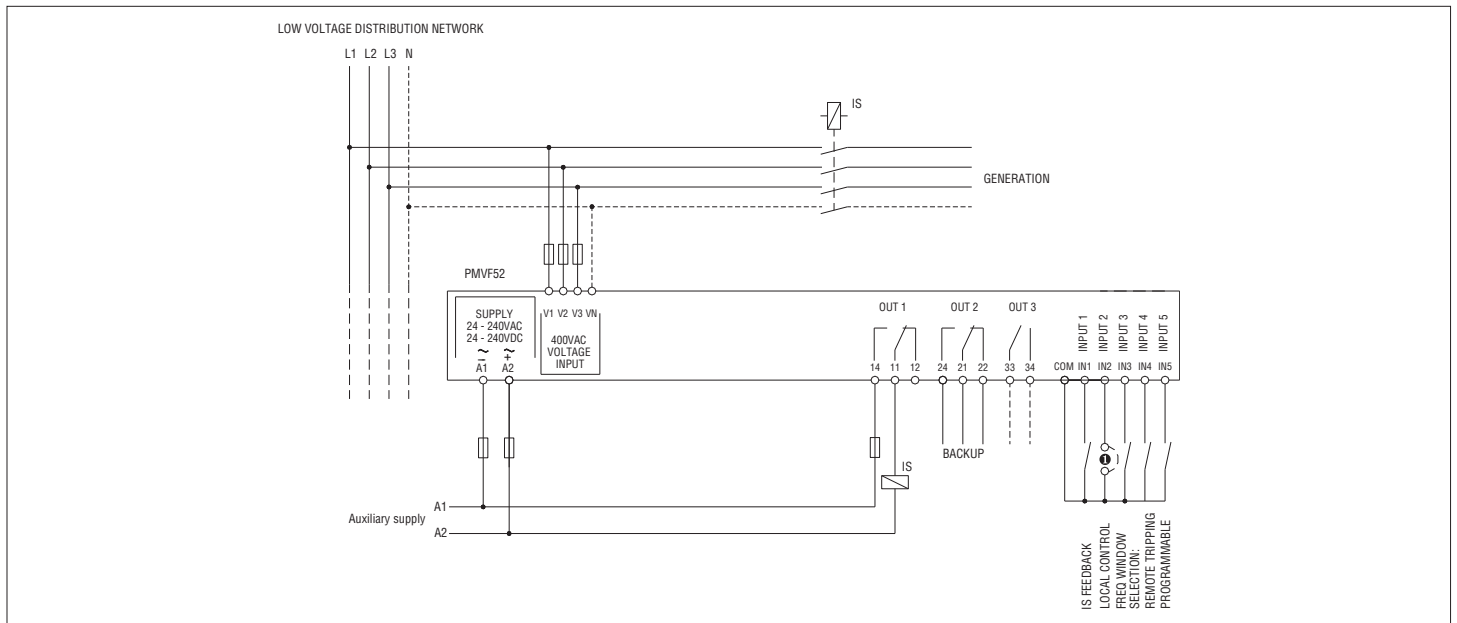 LOW VOLTAGE DISTRIBUTION NETWORK
L1 L2 L3 N
IS
GENERATION
PMVF52
SUPPLY
24 - 240VAC
24 - 240VDC
~ ~
– +
A1 A2
V1 V2 V3 VN
400VAC
VOLTAGE
INPUT
OUT 1
OUT 2
OUT 3
INPUT 1
INPUT 2
INPUT 3
INPUT 4
INPUT 5
14 11 12 24 21 22 33 34 COM IN1 IN2 IN3 IN4 IN5
BACKUP
1
IS
Auxiliary supply
A1
A2
IS FEEDBACK
LOCAL CONTROL
FREQ WINDOW
SELECTION:
REMOTE TRIPPING
PROGRAMMABLE